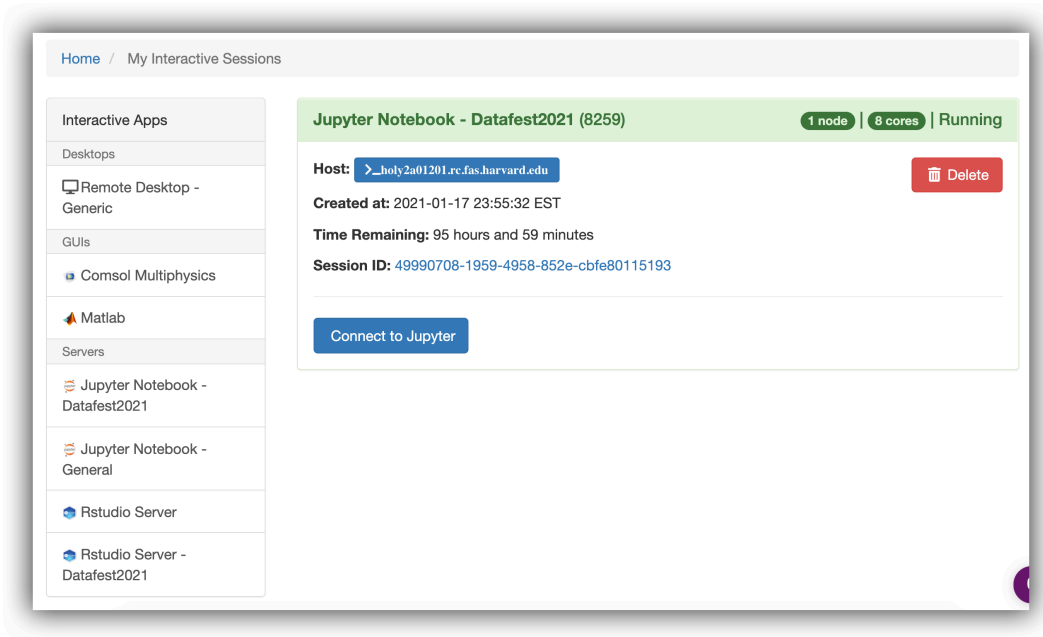 Home / My Interactive Sessions
Interactive Apps
Desktops
Remote Desktop -
Generic
GUIs
Comsol Multiphysics
Matlab
Servers
Jupyter Notebook -
Datafest2021
Jupyter Notebook -
General
Rstudio Server
Rstudio Server -
Datafest2021
Jupyter Notebook - Datafest2021 (8259) 1 node | 8 cores | Running
Host: >_holy2a01201.rc.fas.harvard.edu
Delete
Created at: 2021-01-17 23:55:32 EST
Time Remaining: 95 hours and 59 minutes
Session ID: 49990708-1959-4958-852e-cbfe80115193
Connect to Jupyter